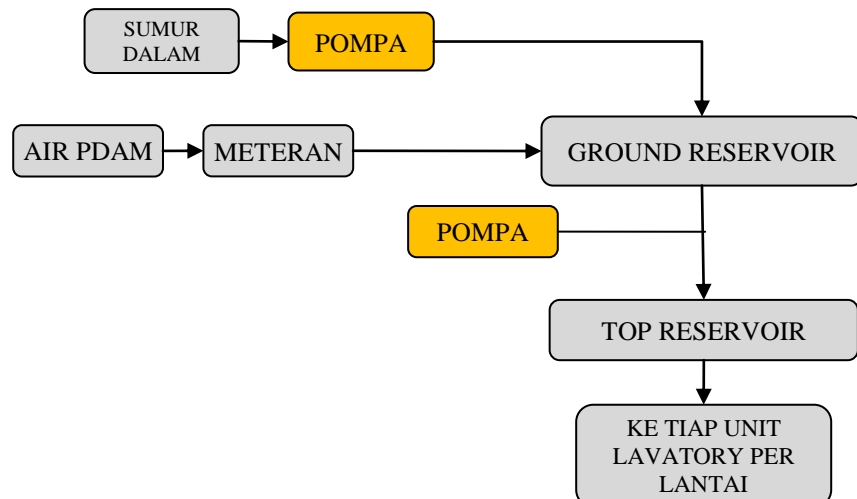 SUMUR
DALAM
POMPA
AIR PDAM
METERAN
GROUND RESERVOIR
POMPA
TOP RESERVOIR
KE TIAP UNIT
LAVATORY PER
LANTAI